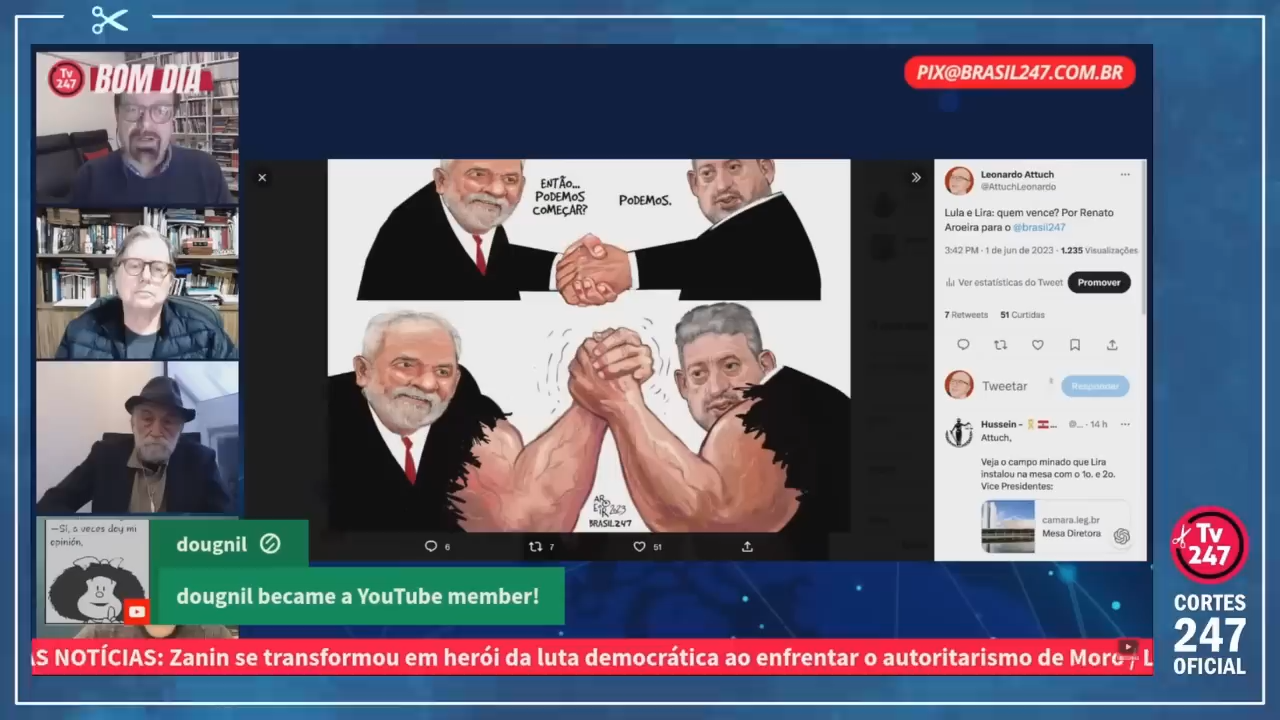 Tv
247
BOM DIA
PIX@BRASIL247.COM.BR
ENTÃO...
PODEMOS
COMEÇAR?
PODEMOS.
AROEIRA 2023
BRASIL247
6
7
51
Leonardo Attuch
@AttuchLeonardo
Lula e Lira: quem vence? Por Renato
Aroeira para o @brasil247
3:42 PM · 1 de jun de 2023 · 1.235 Visualizações
Ver estatísticas do Tweet
Promover
7 Retweets 51 Curtidas
Tweetar
Responder
Hussein - ... @... · 14 h
Attuch,
Veja o campo minado que Lira
instalou na mesa com o 1o. e 2o.
Vice Presidentes:
camara.leg.br
Mesa Diretora
—Sí, a veces doy mi
opinión.
dougnil
dougnil became a YouTube member!
AS NOTÍCIAS: Zanin se transformou em herói da luta democrática ao enfrentar o autoritarismo de Moro / L
Tv
247
CORTES
247
OFICIAL